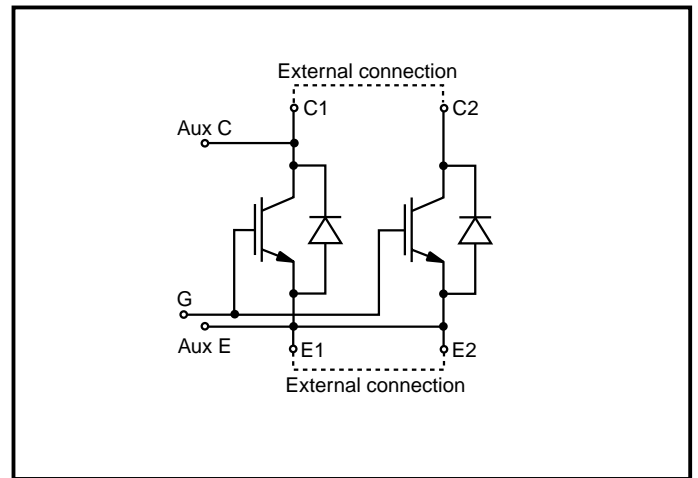 External connection
C1
C2
Aux C
G
Aux E
E1
E2
External connection